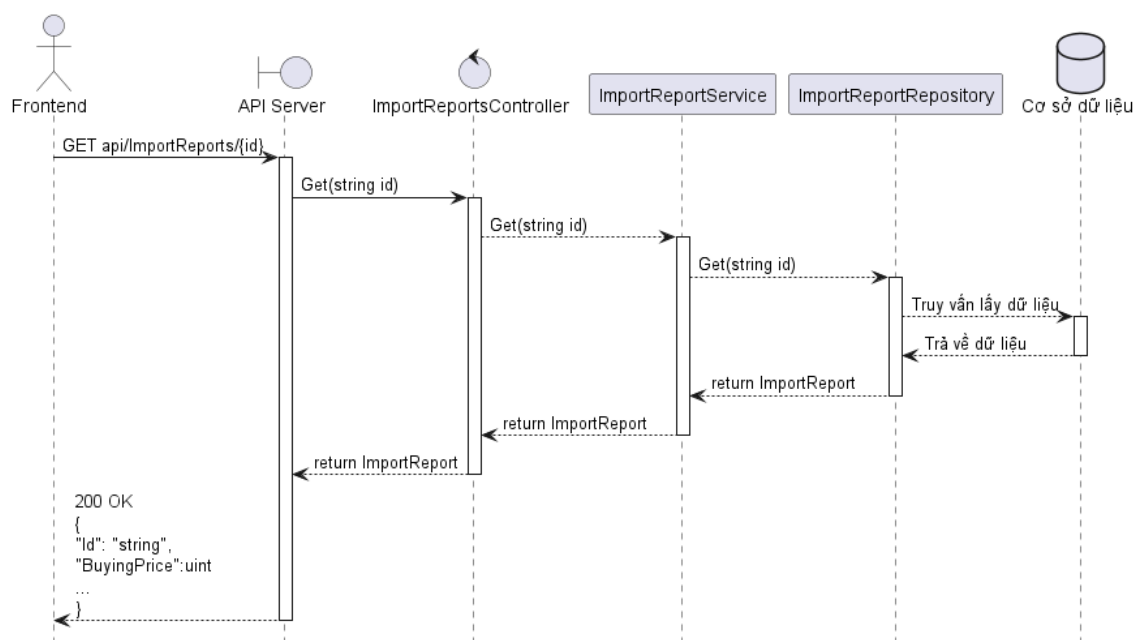 Frontend
API Server
ImportReportsController
ImportReportService
ImportReportRepository
Cơ sở dữ liệu
GET api/ImportReports/{id}
Get(string id)
Get(string id)
Get(string id)
Truy vấn lấy dữ liệu
Trả về dữ liệu
return ImportReport
return ImportReport
return ImportReport
200 OK
{
"Id": "string",
"BuyingPrice":uint
...
}